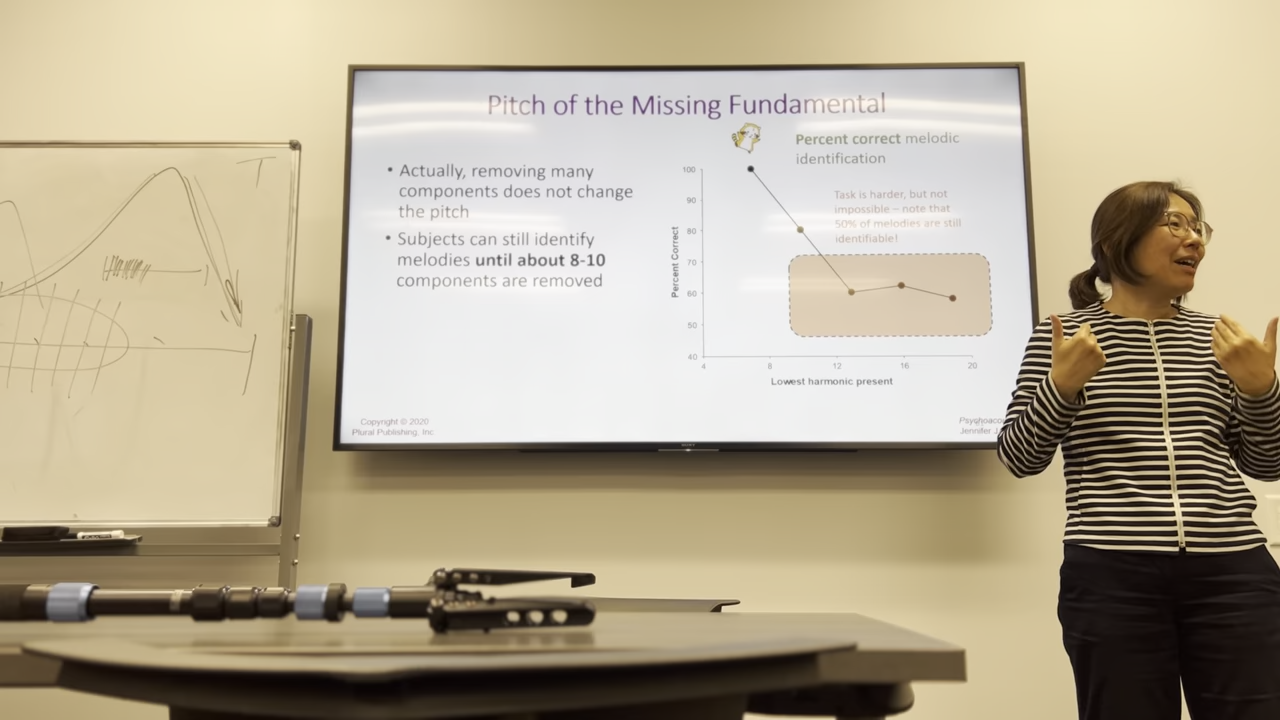 T
Pitch of the Missing Fundamental
• Actually, removing many
components does not change
the pitch
• Subjects can still identify
melodies until about 8-10
components are removed
Percent correct melodic
identification
Task is harder, but not
impossible – note that
50% of melodies are still
identifiable!
Percent Correct
100
90
80
70
60
50
40
4 8 12 16 20
Lowest harmonic present
Copyright © 2020
Plural Publishing, Inc.
Jennifer J.
SONY